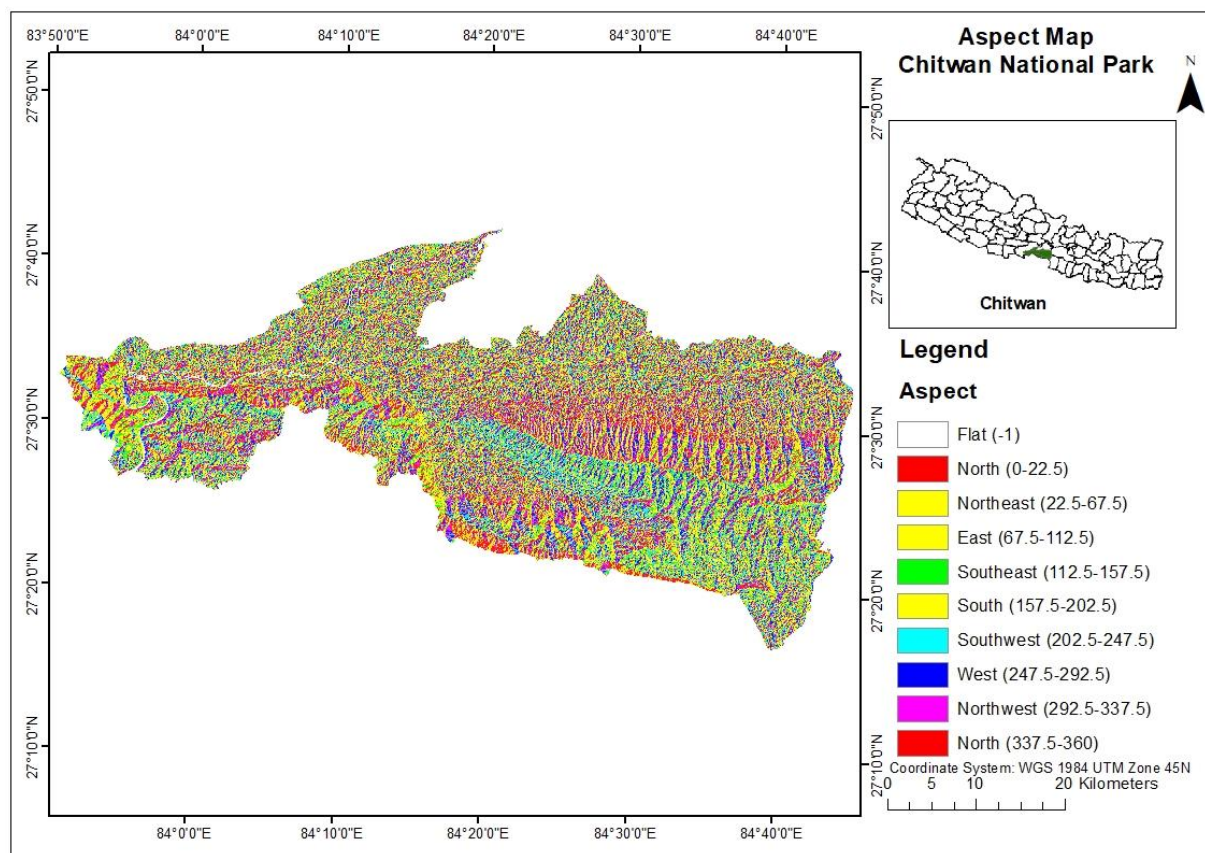 83°50'0"E 84°0'0"E 84°10'0"E 84°20'0"E 84°30'0"E 84°40'0"E
27°50'0"N
27°40'0"N
27°30'0"N
27°20'0"N
27°10'0"N
27°50'0"N
27°40'0"N
27°30'0"N
27°20'0"N
27°10'0"N
84°0'0"E 84°10'0"E 84°20'0"E 84°30'0"E 84°40'0"E
Aspect Map
Chitwan National Park
N
Chitwan
Legend
Aspect
Flat (-1)
North (0-22.5)
Northeast (22.5-67.5)
East (67.5-112.5)
Southeast (112.5-157.5)
South (157.5-202.5)
Southwest (202.5-247.5)
West (247.5-292.5)
Northwest (292.5-337.5)
North (337.5-360)
Coordinate System: WGS 1984 UTM Zone 45N
0 5 10 20 Kilometers